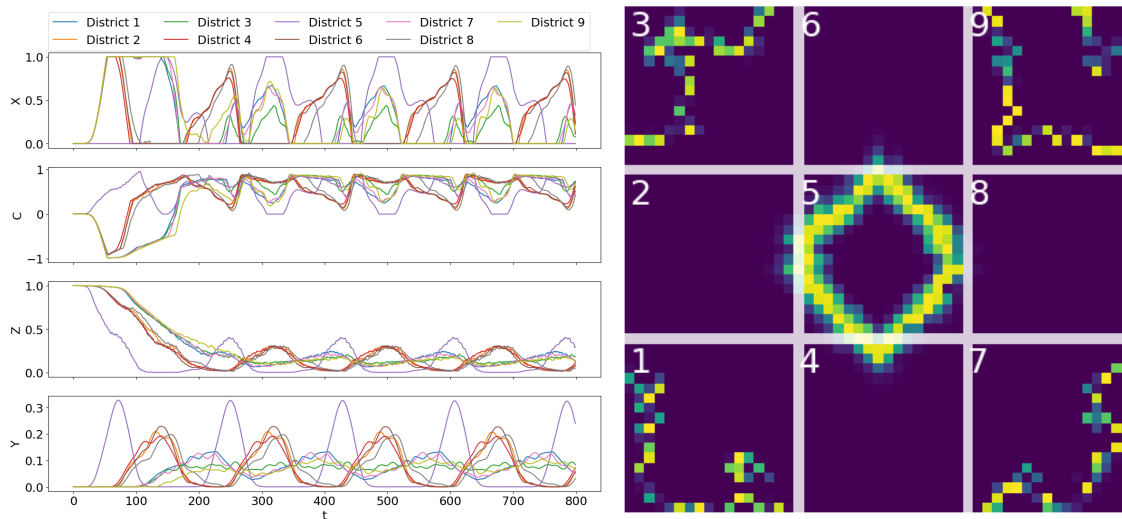 District 1 District 3 District 5 District 7 District 9
District 2 District 4 District 6 District 8
1.0
0.5
0.0
X
1
0
−1
C
1.0
0.5
0.0
Z
0.3
0.2
0.1
0.0
Y
0 100 200 300 400 500 600 700 800
t
3 6 9
2 5 8
1 4 7